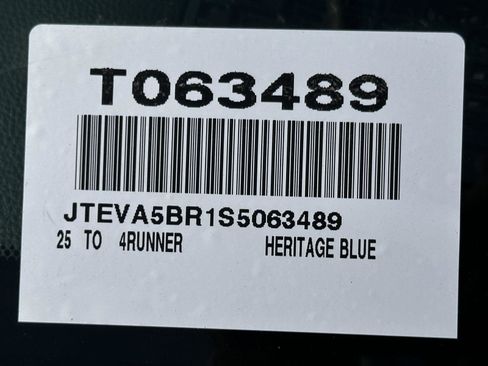 T063489
JTEVA5BR1S5063489
25 TO 4RUNNER HERITAGE BLUE